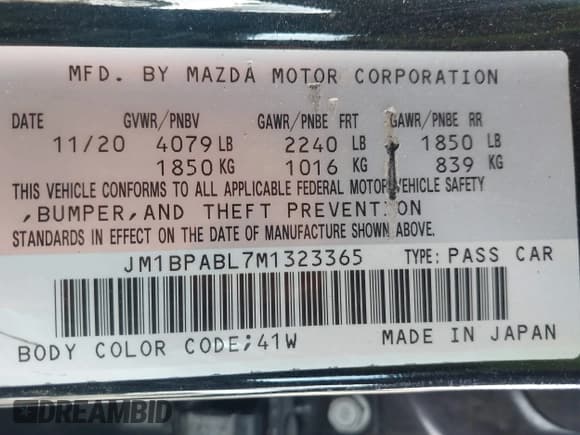 MFD. BY MAZDA MOTOR CORPORATION
DATE GVWR/PNBV GAWR/PNBE FRT GAWR/PNBE RR
11/20 4079 LB 2240 LB 1850 LB
1850 KG 1016 KG 839 KG
THIS VEHICLE CONFORMS TO ALL APPLICABLE FEDERAL MOTOR VEHICLE SAFETY
,BUMPER,AND THEFT PREVENTION
STANDARDS IN EFFECT ON THE DATE OF MANUFACTURE SHOWN ABOVE.
JM1BPABL7M1323365 TYPE: PASS CAR
BODY COLOR CODE;41W MADE IN JAPAN
DREAMBID